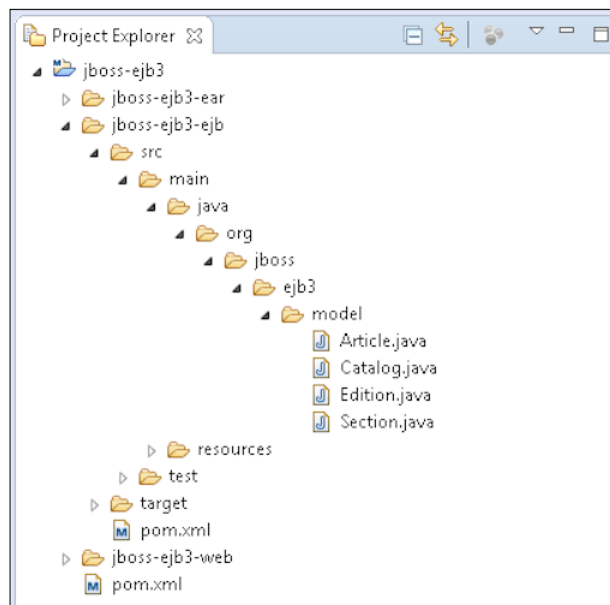 Project Explorer
jboss-ejb3
jboss-ejb3-ear
jboss-ejb3-ejb
src
main
java
org
jboss
ejb3
model
Article.java
Catalog.java
Edition.java
Section.java
resources
test
target
pom.xml
jboss-ejb3-web
pom.xml